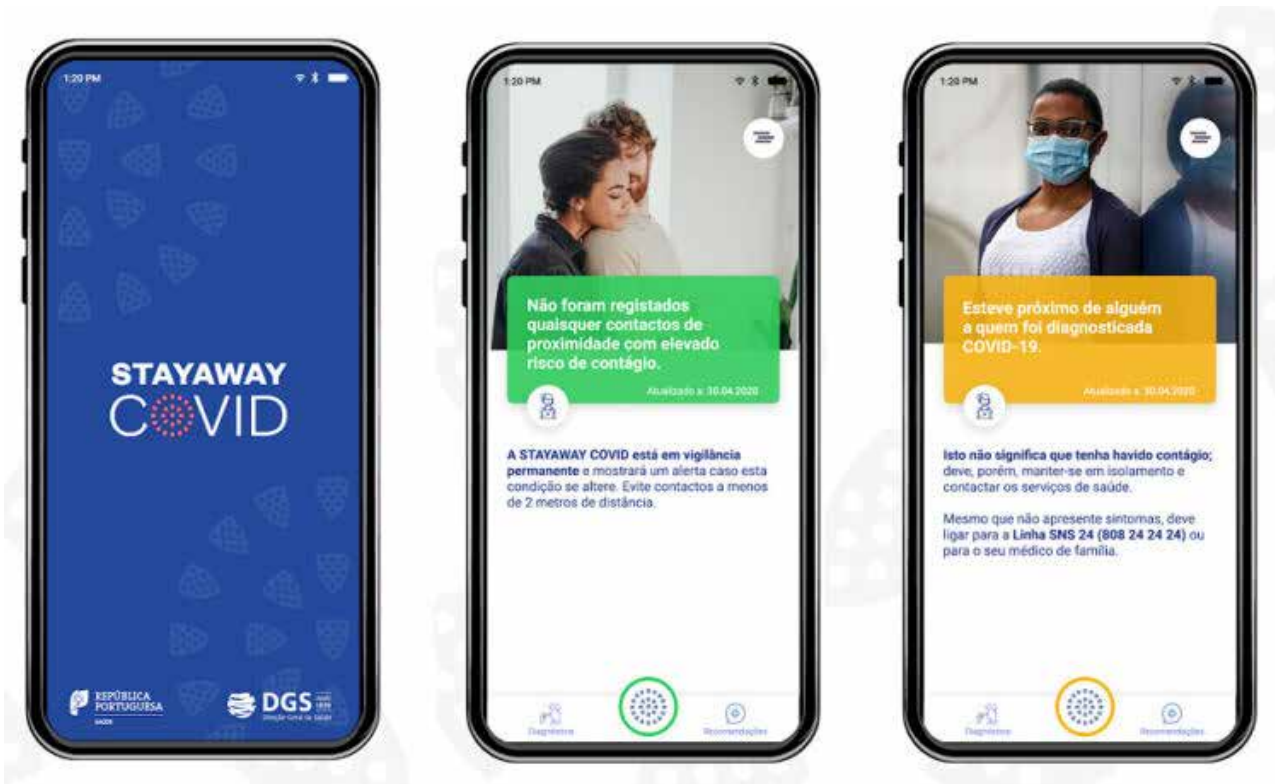 1:20 PM
STAYAWAY
COVID
REPÚBLICA
PORTUGUESA
SAÚDE
DGS
Direção-Geral da Saúde
1:20 PM
Não foram registados
quaisquer contactos de
proximidade com elevado
risco de contágio.
Atualizado a: 30.04.2020
A STAYAWAY COVID está em vigilância
permanente e mostrará um alerta caso esta
condição se altere. Evite contactos a menos
de 2 metros de distância.
Diagnóstico
Recomendações
1:20 PM
Esteve próximo de alguém
a quem foi diagnosticada
COVID-19.
Atualizado a: 30.04.2020
Isto não significa que tenha havido contágio;
deve, porém, manter-se em isolamento e
contactar os serviços de saúde.
Mesmo que não apresente sintomas, deve
ligar para a Linha SNS 24 (808 24 24 24) ou
para o seu médico de família.
Diagnóstico
Recomendações